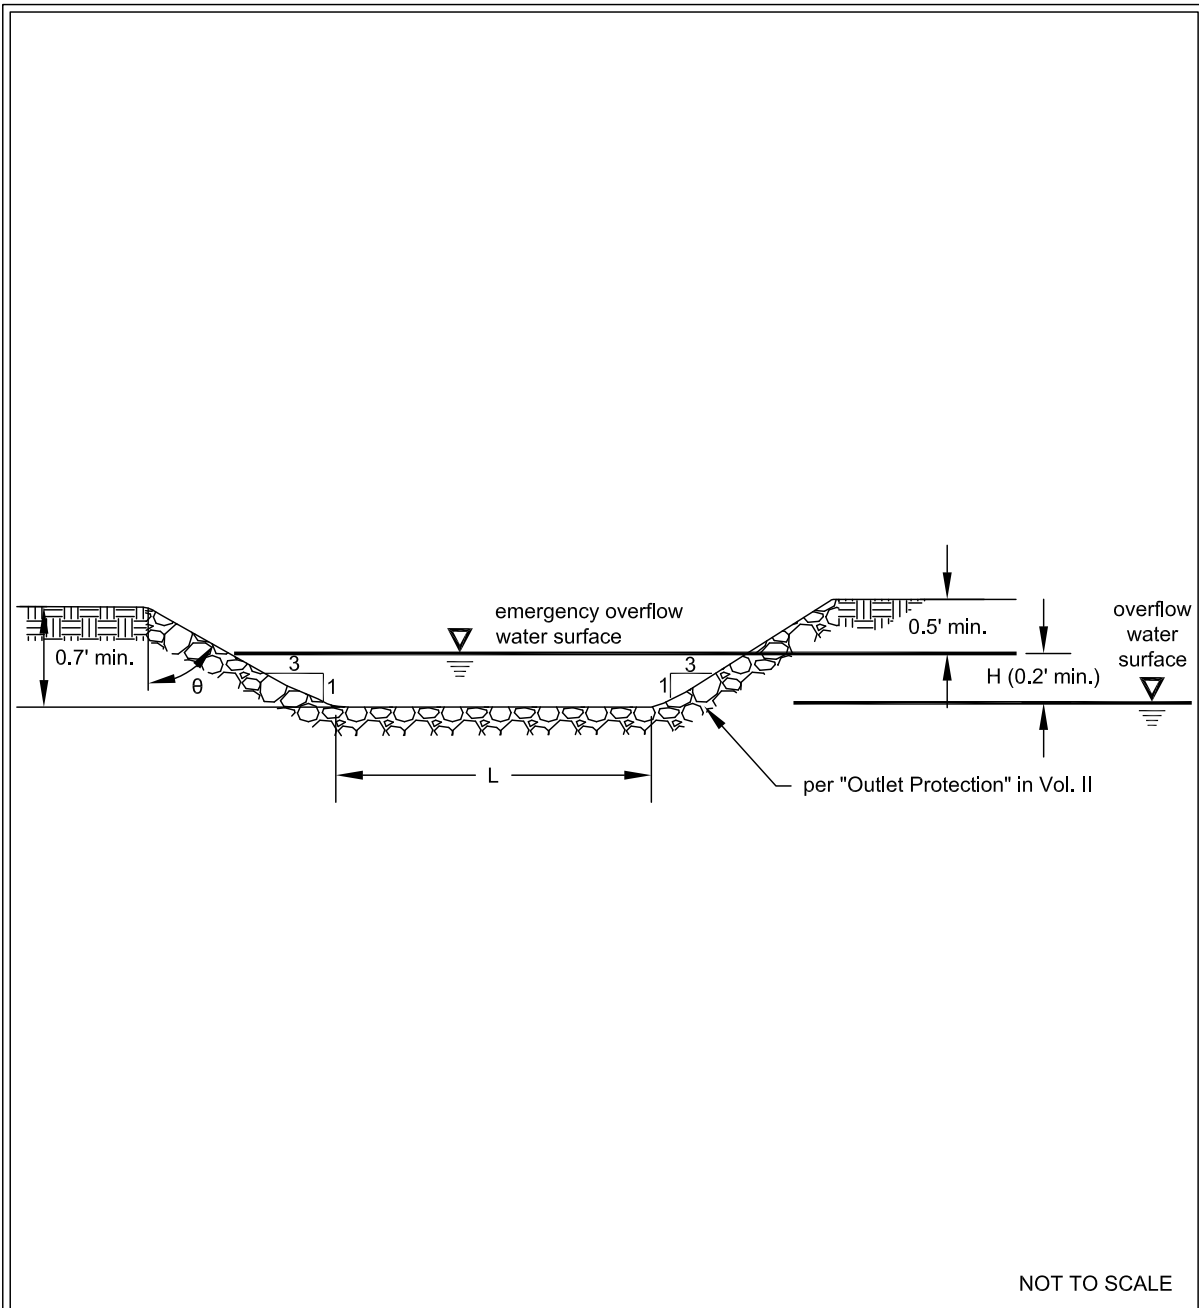 emergency overflow
water surface
overflow
water
surface
0.5' min.
0.7' min.
H (0.2' min.)
θ
3
1
3
1
L
per "Outlet Protection" in Vol. II
NOT TO SCALE